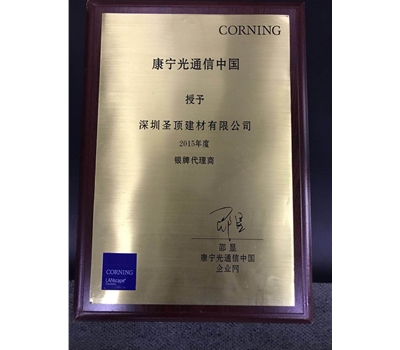 CORNING
康宁光通信中国
授予
深圳圣顶建材有限公司
2015年度
银牌代理商
邵显
康宁光通信中国
企业网
CORNING
LANscape